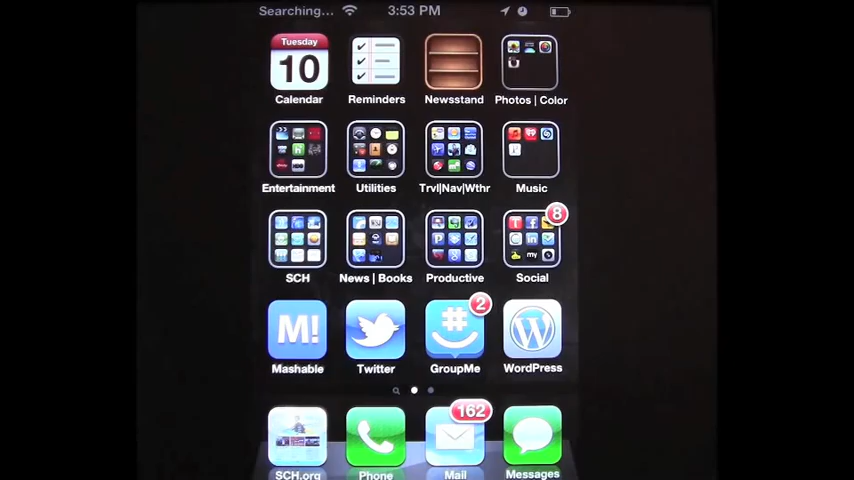 Searching... 3:53 PM
Tuesday
10
Calendar Reminders Newsstand Photos | Color
Entertainment Utilities Trvl|Nav|Wthr Music
8
SCH News | Books Productive Social
2
M! #
Mashable Twitter GroupMe WordPress
162
SCH.org Phone Mail Messages